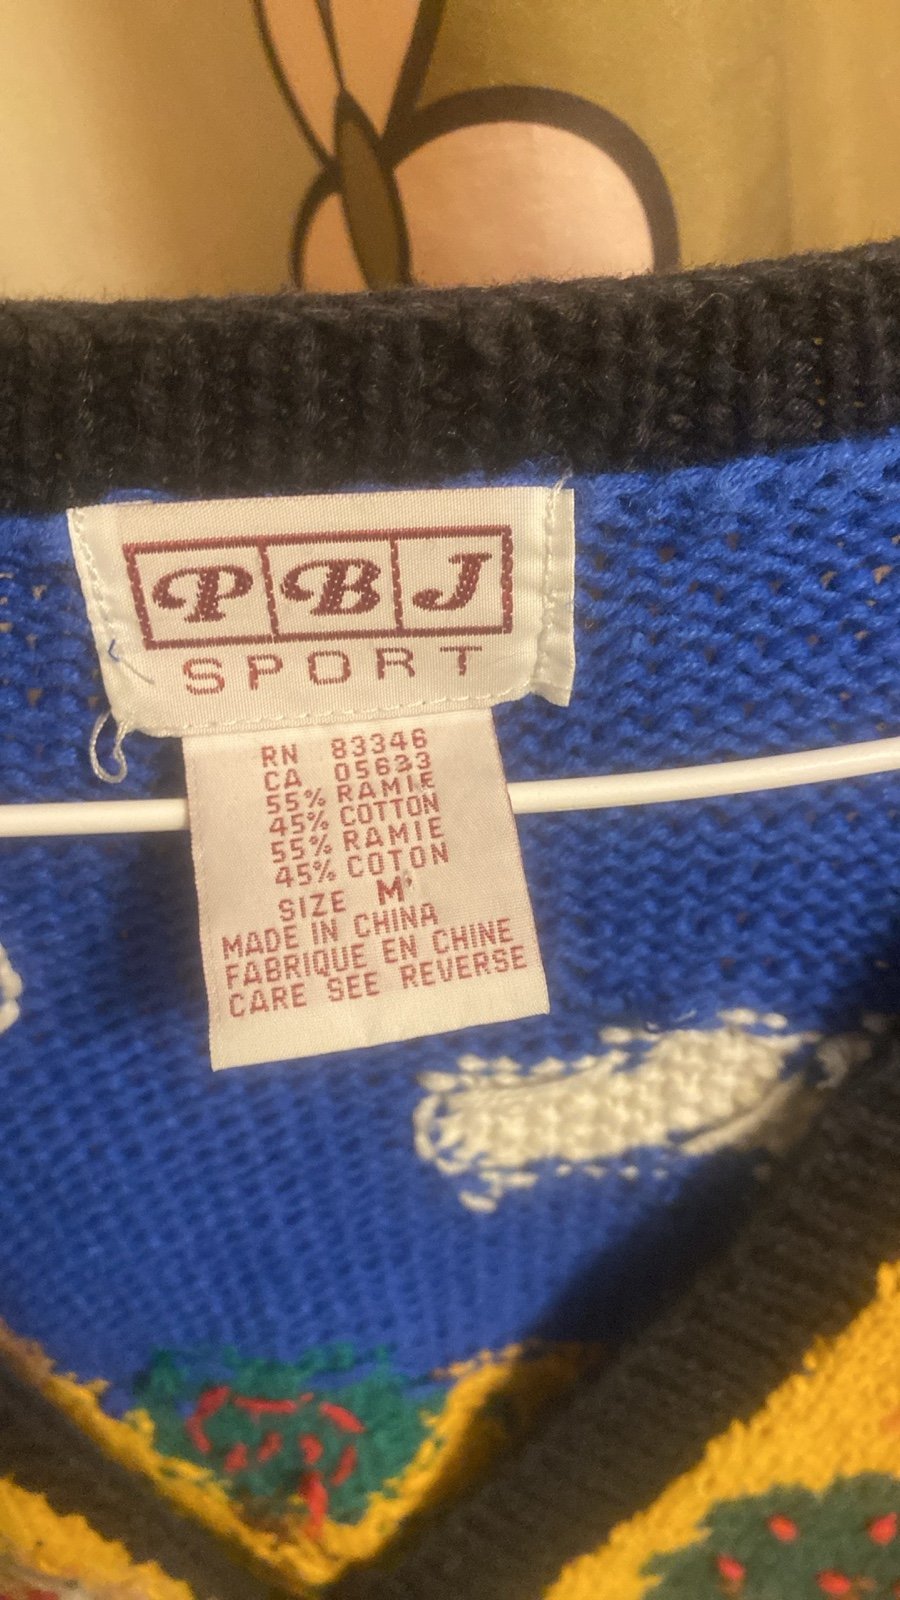 PBJ
SPORT
RN 83346
CA 05633
55% RAMIE
45% COTTON
55% RAMIE
45% COTON
SIZE M
MADE IN CHINA
FABRIQUE EN CHINE
CARE SEE REVERSE